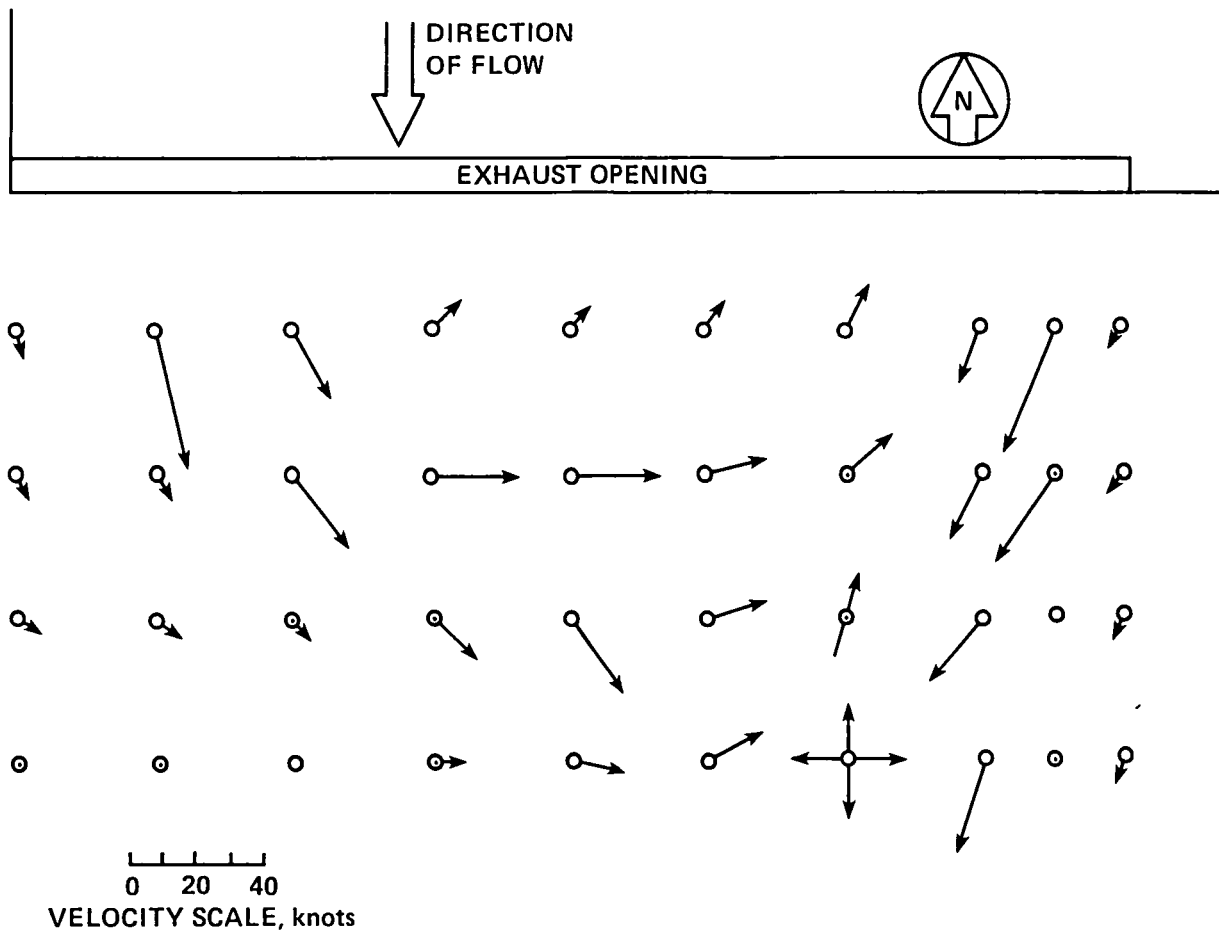 DIRECTION
OF FLOW
N
EXHAUST OPENING
0 20 40
VELOCITY SCALE, knots